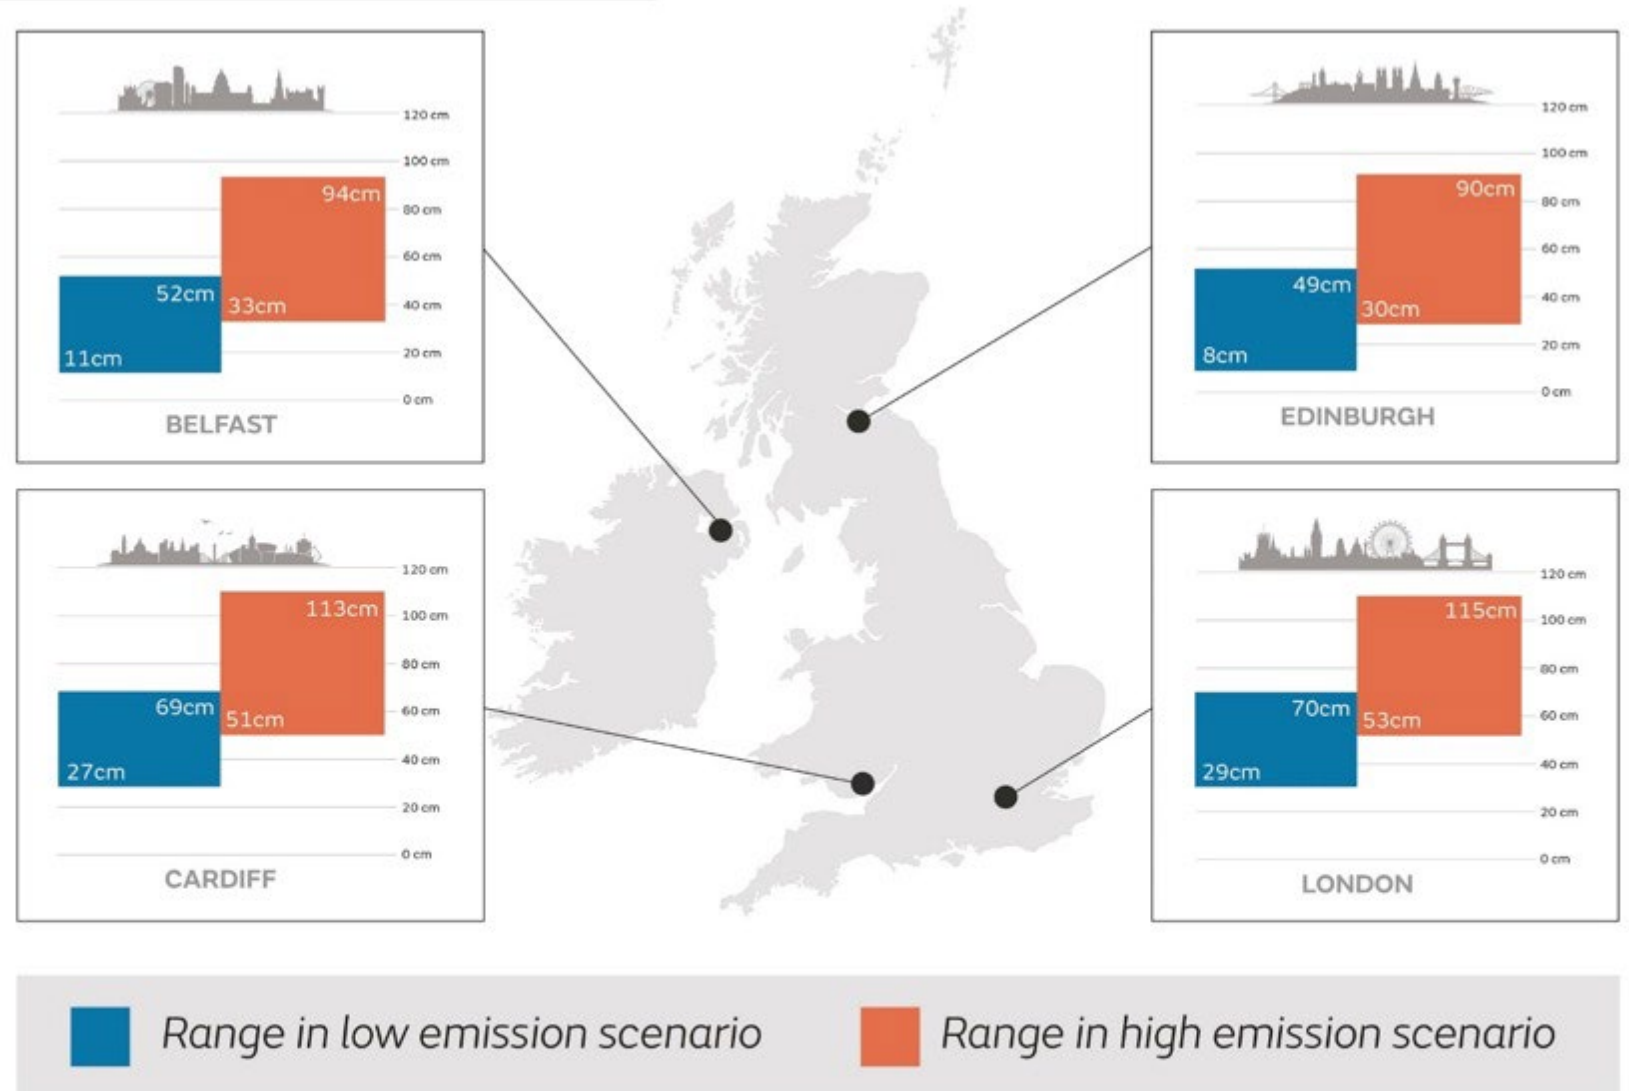 120 cm
100 cm
94cm
80 cm
60 cm
52cm
33cm
40 cm
11cm
20 cm
0 cm
BELFAST
120 cm
100 cm
90cm
80 cm
60 cm
49cm
30cm
40 cm
8cm
20 cm
0 cm
EDINBURGH
120 cm
113cm
100 cm
80 cm
69cm
51cm
60 cm
40 cm
27cm
20 cm
0 cm
CARDIFF
120 cm
115cm
100 cm
80 cm
70cm
53cm
60 cm
40 cm
29cm
20 cm
0 cm
LONDON
Range in low emission scenario
Range in high emission scenario